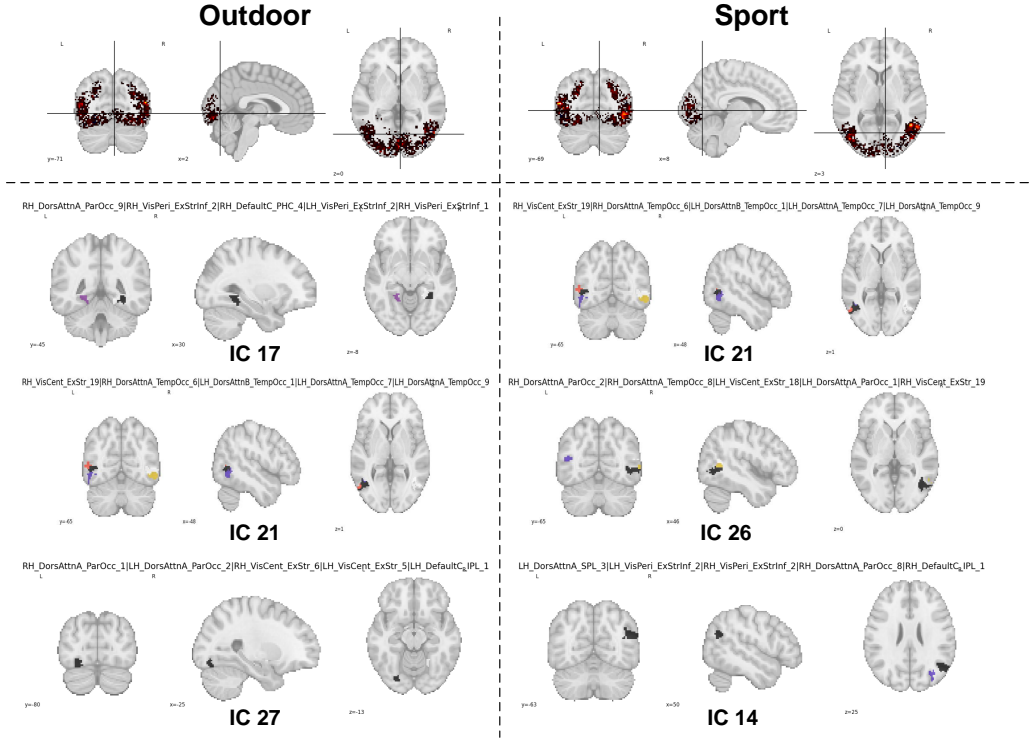 Outdoor
Sport
L R
L R
y=-71 x=2
z=0
y=-69 x=8
z=3
RH_DorsAttnA_ParOcc_9|RH_VisPeri_ExStrInf_2|RH_DefaultC_PHC_4|LH_VisPeri_ExStrInf_2|RH_VisPeri_ExStrInf_1
L R
y=-45 x=30 z=-8
IC 17
RH_VisCent_ExStr_19|RH_DorsAttnA_TempOcc_6|LH_DorsAttnB_TempOcc_1|LH_DorsAttnA_TempOcc_7|LH_DorsAttnA_TempOcc_9
L R
y=-65 x=-48 z=1
IC 21
RH_VisCent_ExStr_19|RH_DorsAttnA_TempOcc_6|LH_DorsAttnB_TempOcc_1|LH_DorsAttnA_TempOcc_7|LH_DorsAttnA_TempOcc_9
L R
y=-65 x=-48 z=1
IC 21
RH_DorsAttnA_ParOcc_2|RH_DorsAttnA_TempOcc_8|LH_VisCent_ExStr_18|LH_DorsAttnA_ParOcc_1|RH_VisCent_ExStr_19
L R
y=-65 x=46 z=0
IC 26
RH_DorsAttnA_ParOcc_1|LH_DorsAttnA_ParOcc_2|RH_VisCent_ExStr_6|LH_VisCent_ExStr_5|LH_DefaultC_IPL_1
L R
y=-80 x=-25 z=-13
IC 27
LH_DorsAttnA_SPL_3|LH_VisPeri_ExStrInf_2|RH_VisPeri_ExStrInf_2|RH_DorsAttnA_ParOcc_8|RH_DefaultC_IPL_1
L R
y=-63 x=50 z=25
IC 14